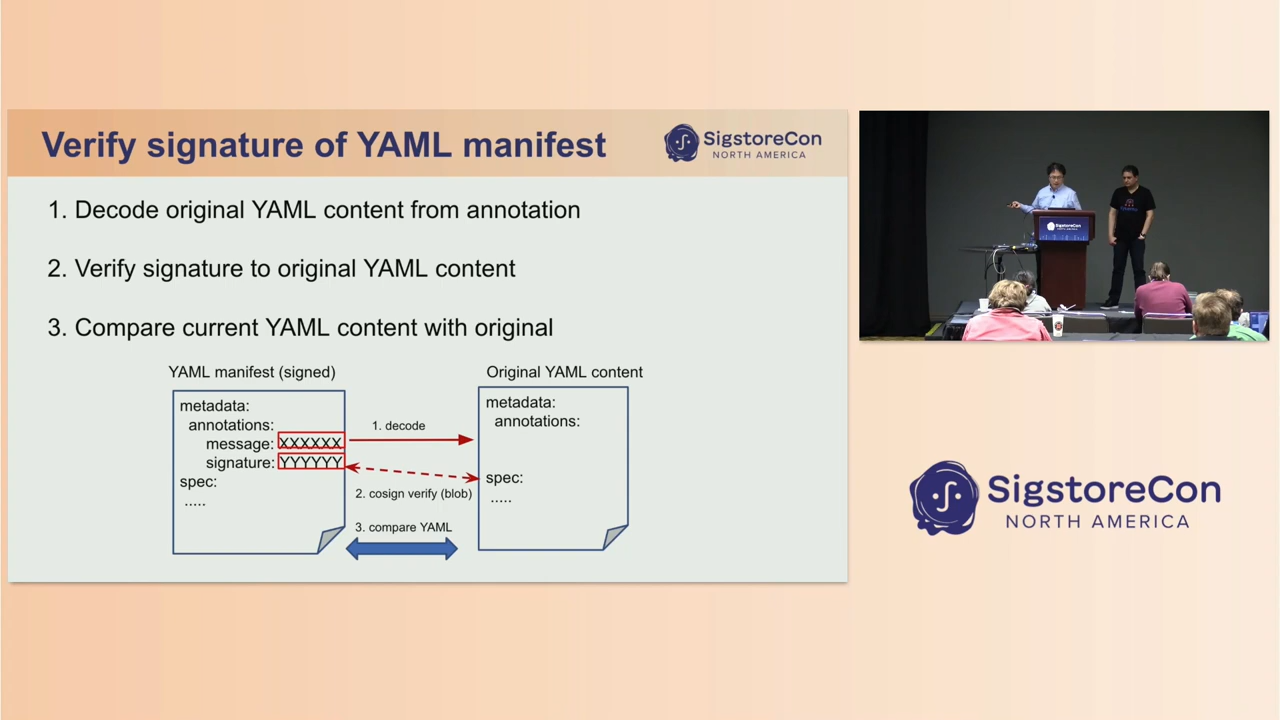 Verify signature of YAML manifest
SigstoreCon
NORTH AMERICA
1. Decode original YAML content from annotation
2. Verify signature to original YAML content
3. Compare current YAML content with original
YAML manifest (signed)
metadata:
annotations:
message: XXXXXX
signature: YYYYYY
spec:
.....
1. decode
2. cosign verify (blob)
3. compare YAML
Original YAML content
metadata:
annotations:
spec:
.....
SigstoreCon
SigstoreCon
NORTH AMERICA